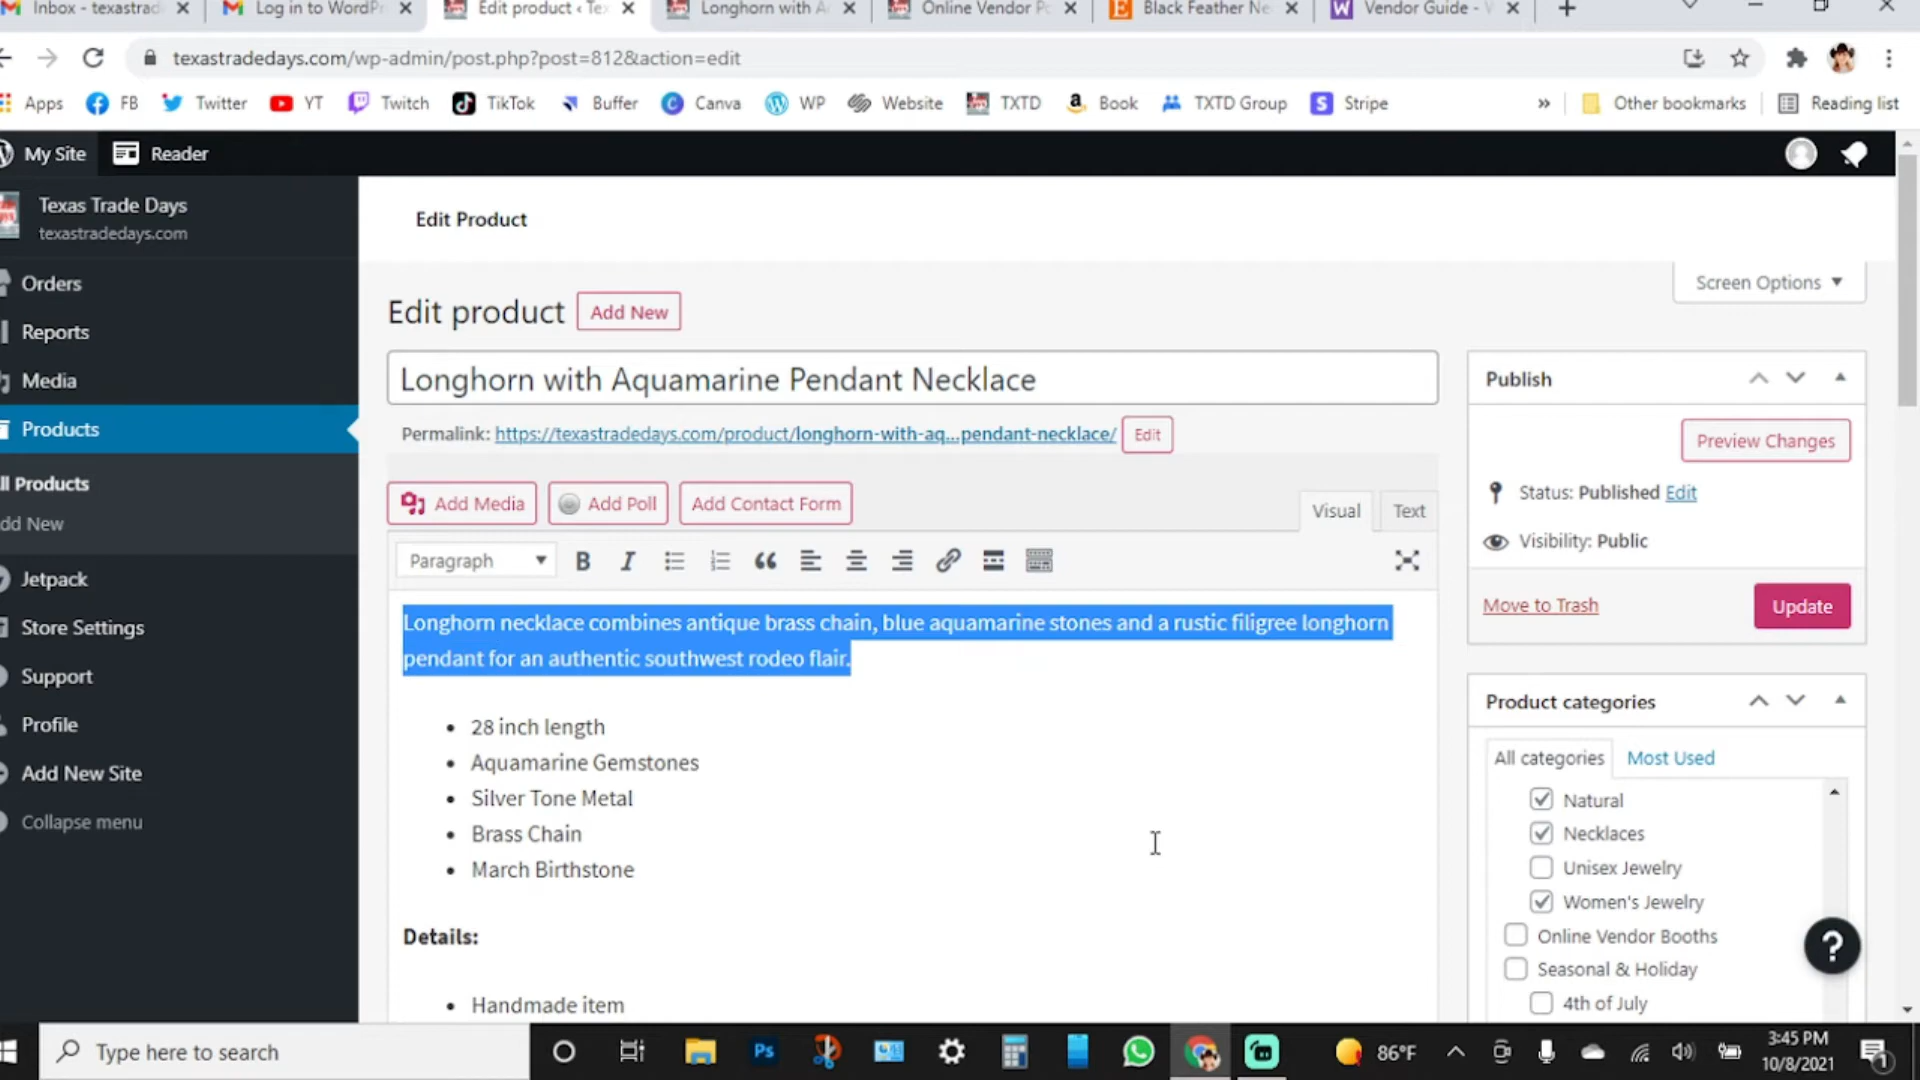 Inbox - texastrad
Log in to WordPr
Edit product ‹ Tex
Longhorn with A
Online Vendor Po
Black Feather Ne
Vendor Guide - W
texastradedays.com/wp-admin/post.php?post=812&action=edit
Apps
FB
Twitter
YT
Twitch
TikTok
Buffer
Canva
WP
Website
TXTD
Book
TXTD Group
Stripe
»
Other bookmarks
Reading list
My Site
Reader
Texas Trade Days
texastradedays.com
Orders
Reports
Media
Products
ll Products
dd New
Jetpack
Store Settings
Support
Profile
Add New Site
Collapse menu
Edit Product
Screen Options
Edit product
Add New
Longhorn with Aquamarine Pendant Necklace
Permalink: https://texastradedays.com/product/longhorn-with-aq...pendant-necklace/ Edit
Add Media
Add Poll
Add Contact Form
Visual
Text
Paragraph
B
I
Longhorn necklace combines antique brass chain, blue aquamarine stones and a rustic filigree longhorn
pendant for an authentic southwest rodeo flair.
• 28 inch length
• Aquamarine Gemstones
• Silver Tone Metal
• Brass Chain
• March Birthstone
Details:
• Handmade item
Publish
Preview Changes
Status: Published Edit
Visibility: Public
Move to Trash
Update
Product categories
All categories
Most Used
Natural
Necklaces
Unisex Jewelry
Women's Jewelry
Online Vendor Booths
Seasonal & Holiday
4th of July
?
Type here to search
Ps
86°F
3:45 PM
10/8/2021
1